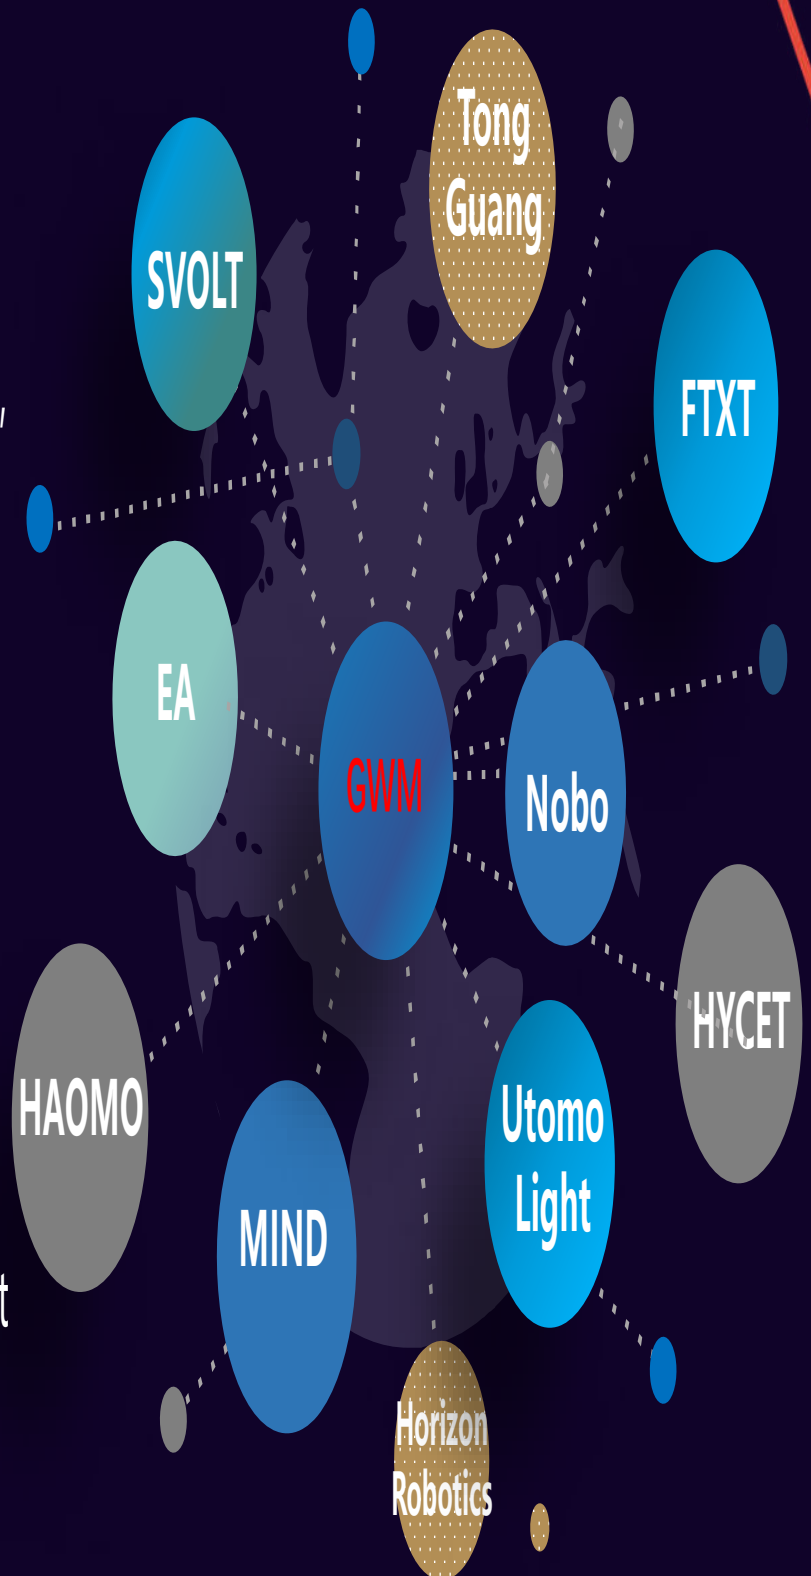 Tong
Guang
SVOLT
FTXT
EA
GWM
Nobo
HYCET
HAOMO
Utomo
Light
MIND
t
Horizon
Robotics